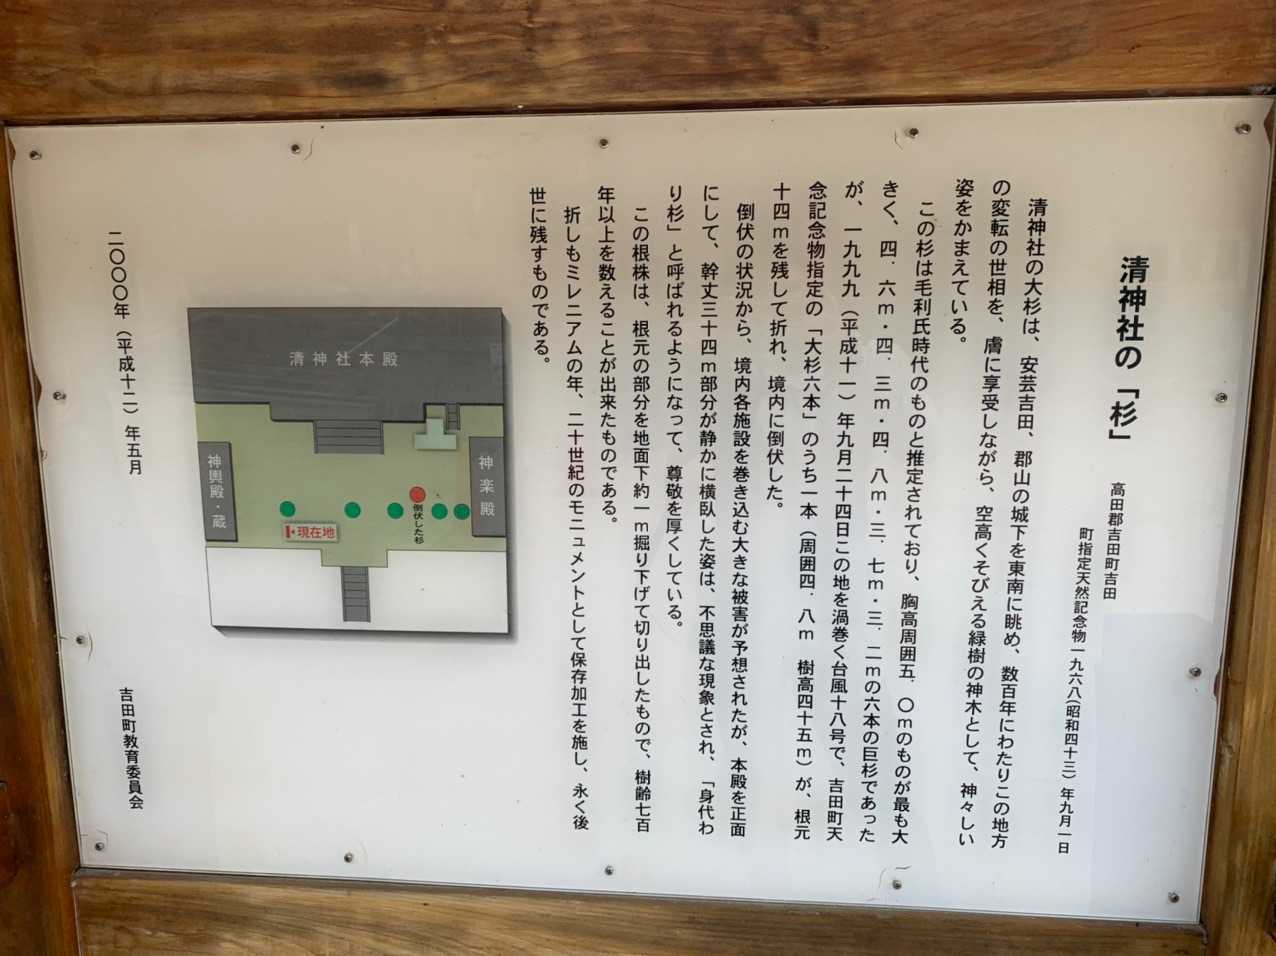 清神社の「杉」
高田郡吉田町吉田
町指定天然記念物一九六八(昭和四十三)年九月一日
清神社の大杉は、安芸吉田、郡山の城下を東南に眺め、数百年にわたりこの地方
の変転の世相を、膚に享受しながら、空高くそびえる緑樹の神木として、神々しい
姿をかまえている。
この杉は毛利氏時代のものと推定されており、胸高周囲五．〇mのものが最も大
きく、四．六m・四．三m・四．八m・三．七m・三．二mの六本の巨杉であった
が、一九九九(平成十一)年九月二十四日この地を渦巻く台風十八号で、吉田町天
念記念物指定の「大杉六本」のうち一本(周囲四．八m 樹高四十五m)が、根元
十四mを残して折れ、境内に倒伏した。
倒伏の状況から、境内各施設を巻き込む大きな被害が予想されたが、本殿を正面
にして、幹丈三十四m部分が静かに横臥した姿は、不思議な現象とされ、「身代わ
り杉」と呼ばれるようになって、尊敬を厚くしている。
この根株は、根元の部分を地面下約一m掘り下げて切り出したもので、樹齢七百
年以上を数えることが出来たものである。
折しもミレニアムの年、二十世紀のモニュメントとして保存加工を施し、永く後
世に残すものである。
清神社本殿
神楽殿
倒伏した杉
現在地
神輿殿・蔵
二〇〇〇年(平成十二)年五月
吉田町教育委員会